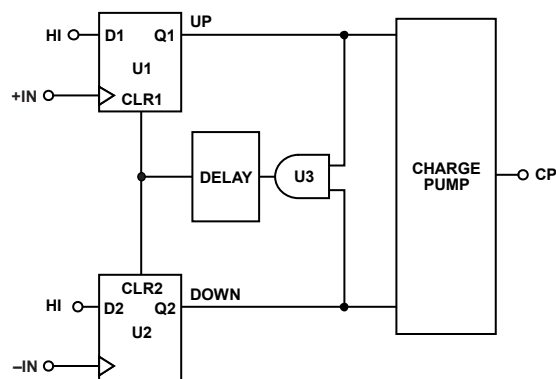 UP
HI
D1
Q1
U1
+IN
CLR1
DELAY
U3
CHARGE
PUMP
CP
CLR2
DOWN
HI
D2
Q2
U2
–IN